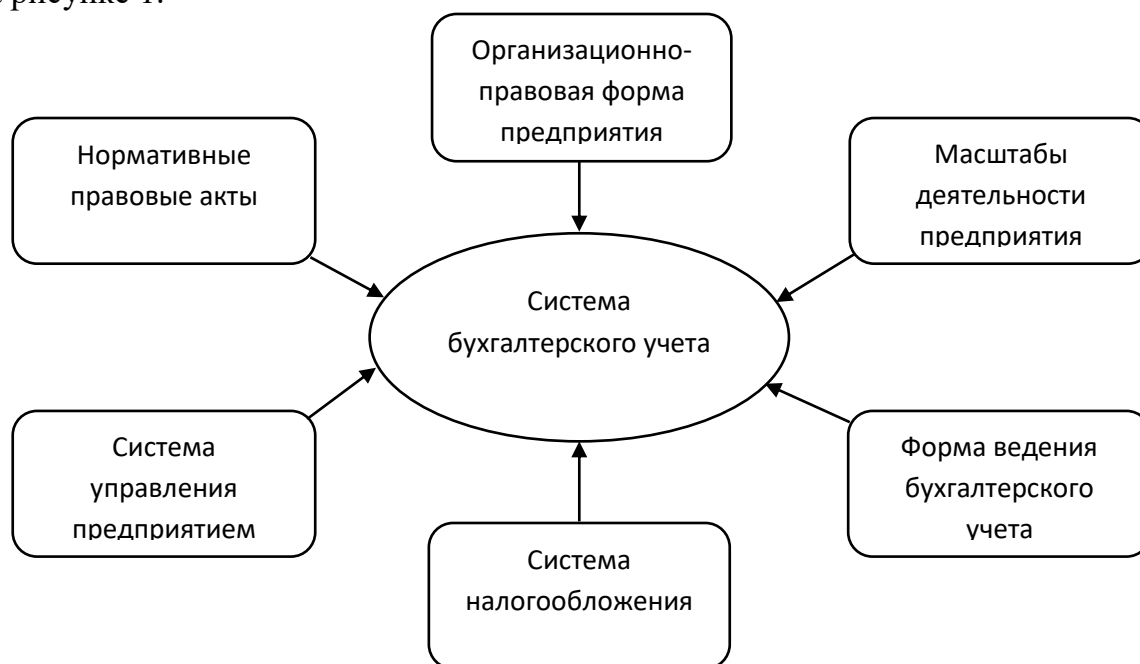 рисунке 1.
Организационно-
правовая форма
предприятия
Нормативные
правовые акты
Масштабы
деятельности
предприятия
Система
бухгалтерского учета
Система
управления
предприятием
Форма ведения
бухгалтерского
учета
Система
налогообложения